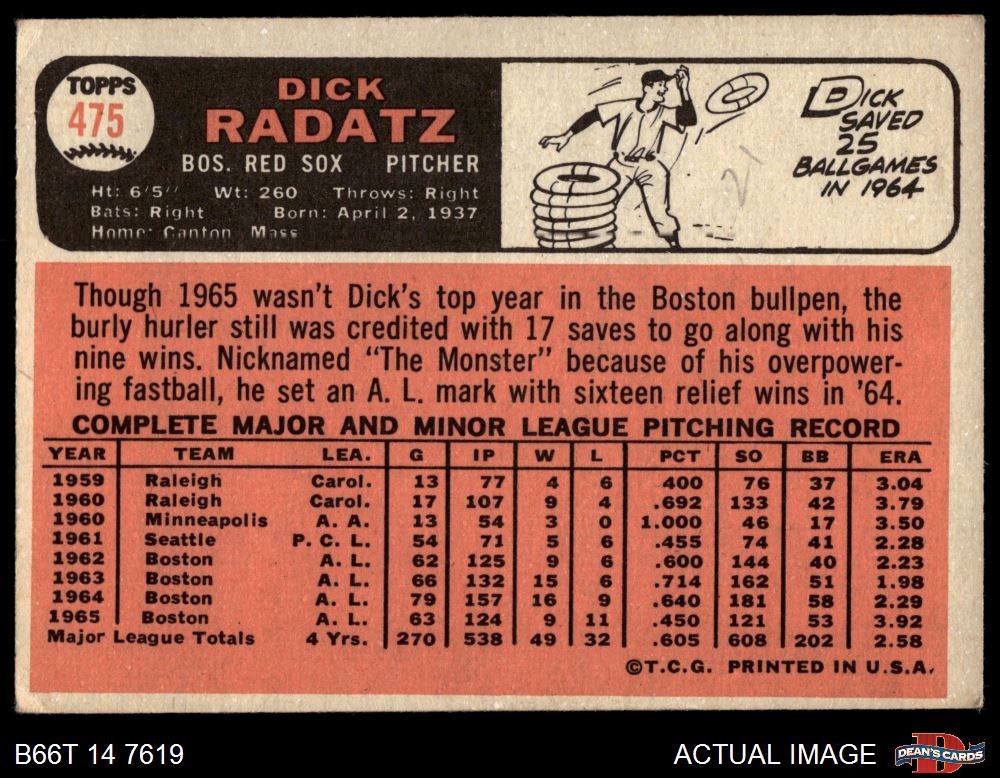 TOPPS
475
DICK
RADATZ
BOS. RED SOX PITCHER
Ht: 6'5" Wt: 260 Throws: Right
Bats: Right Born: April 2, 1937
Home: Canton Mass
DICK
SAVED
25
BALLGAMES
IN 1964
21
Though 1965 wasn't Dick's top year in the Boston bullpen, the
burly hurler still was credited with 17 saves to go along with his
nine wins. Nicknamed "The Monster" because of his overpower-
ing fastball, he set an A. L. mark with sixteen relief wins in '64.
COMPLETE MAJOR AND MINOR LEAGUE PITCHING RECORD
YEAR TEAM LEA. G IP W L PCT SO BB ERA
1959 Raleigh Carol. 13 77 4 6 .400 76 37 3.04
1960 Raleigh Carol. 17 107 9 4 .692 133 42 3.79
1960 Minneapolis A. A. 13 54 3 0 1.000 46 17 3.50
1961 Seattle P. C. L. 54 71 5 6 .455 74 41 2.28
1962 Boston A. L. 62 125 9 6 .600 144 40 2.23
1963 Boston A. L. 66 132 15 6 .714 162 51 1.98
1964 Boston A. L. 79 157 16 9 .640 181 58 2.29
1965 Boston A. L. 63 124 9 11 .450 121 53 3.92
Major League Totals 4 Yrs. 270 538 49 32 .605 608 202 2.58
©T.C.G. PRINTED IN U.S.A.
B66T 14 7619
ACTUAL IMAGE
DEAN'S CARDS